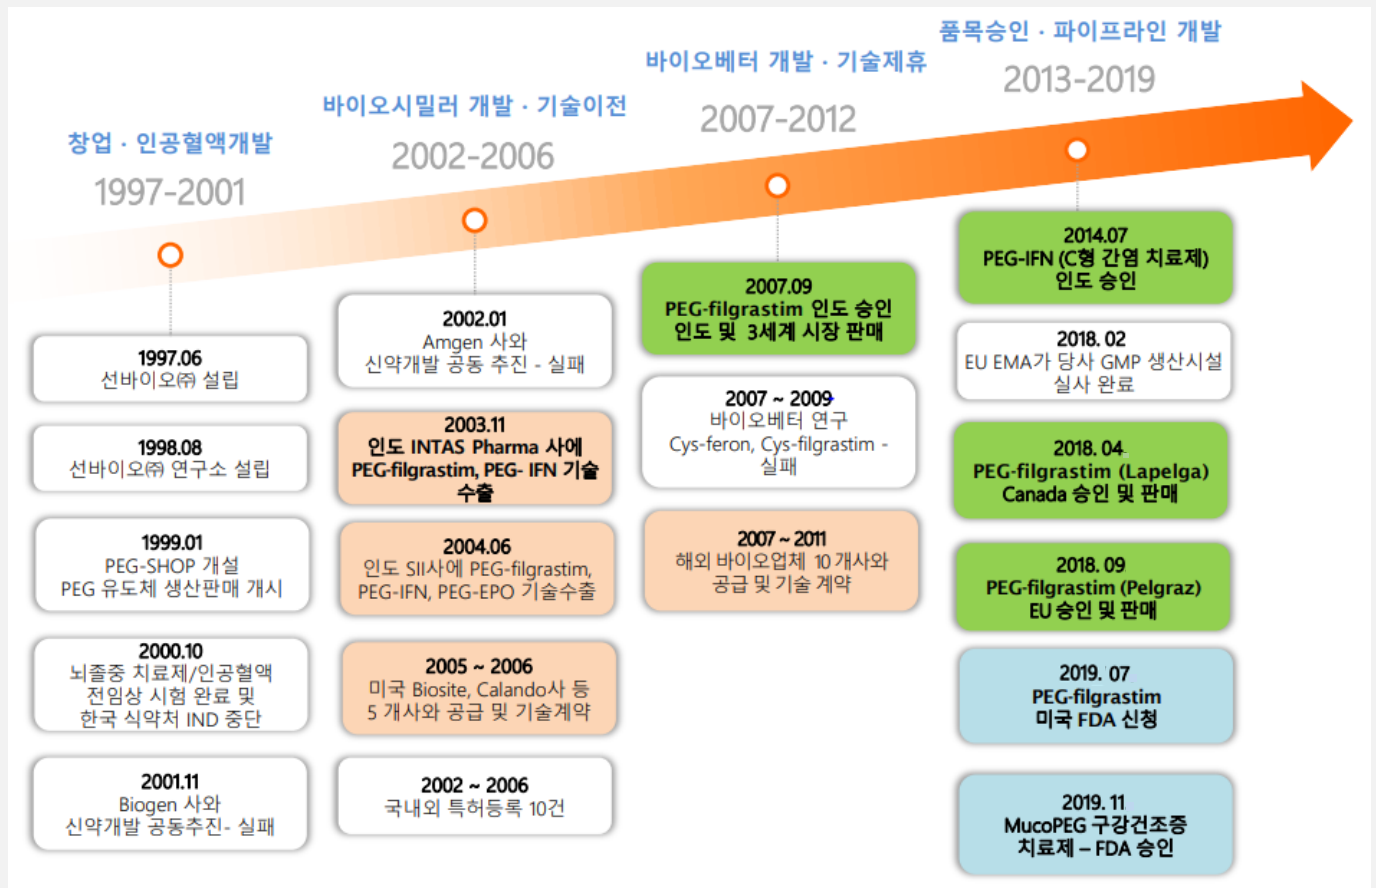 창업 · 인공혈액개발
1997-2001
1997.06
선바이오㈜ 설립
1998.08
선바이오㈜ 연구소 설립
1999.01
PEG-SHOP 개설
PEG 유도체 생산판매 개시
2000.10
뇌졸중 치료제/인공혈액
전임상 시험 완료 및
한국 식약처 IND 중단
2001.11
Biogen 사와
신약개발 공동추진- 실패
바이오시밀러 개발 · 기술이전
2002-2006
2002.01
Amgen 사와
신약개발 공동 추진 - 실패
2003.11
인도 INTAS Pharma 사에
PEG-filgrastim, PEG- IFN 기술
수출
2004.06
인도 SII사에 PEG-filgrastim,
PEG-IFN, PEG-EPO 기술수출
2005 ~ 2006
미국 Biosite, Calando사 등
5 개사와 공급 및 기술계약
2002 ~ 2006
국내외 특허등록 10건
바이오베터 개발 · 기술제휴
2007-2012
2007.09
PEG-filgrastim 인도 승인
인도 및 3세계 시장 판매
2007 ~ 2009
바이오베터 연구
Cys-feron, Cys-filgrastim -
실패
2007 ~ 2011
해외 바이오업체 10 개사와
공급 및 기술 계약
품목승인 · 파이프라인 개발
2013-2019
2014.07
PEG-IFN (C형 간염 치료제)
인도 승인
2018. 02
EU EMA가 당사 GMP 생산시설
실사 완료
2018. 04
PEG-filgrastim (Lapelga)
Canada 승인 및 판매
2018. 09
PEG-filgrastim (Pelgraz)
EU 승인 및 판매
2019. 07
PEG-filgrastim
미국 FDA 신청
2019. 11
MucoPEG 구강건조증
치료제 – FDA 승인